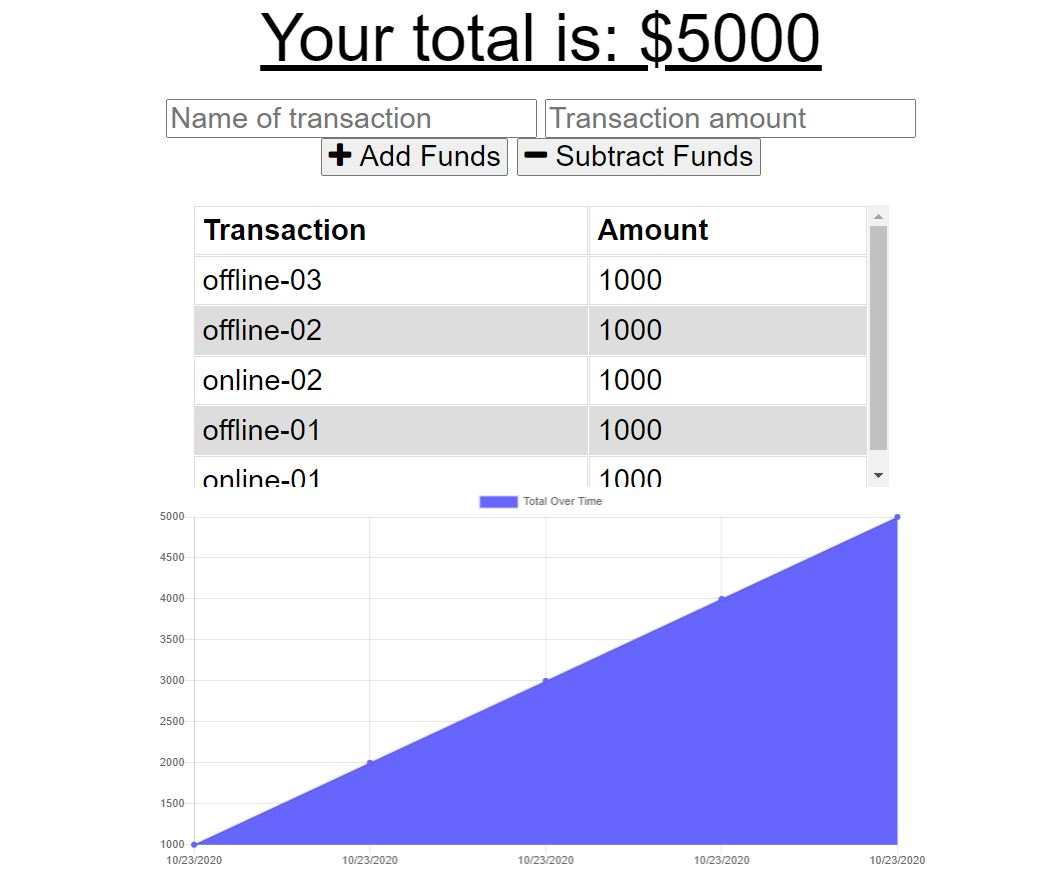 Your total is: $5000
Name of transaction Transaction amount
Add Funds Subtract Funds
Transaction Amount
offline-03 1000
offline-02 1000
online-02 1000
offline-01 1000
online-01 1000
Total Over Time
5000
4500
4000
3500
3000
2500
2000
1500
1000
10/23/2020 10/23/2020 10/23/2020 10/23/2020 10/23/2020